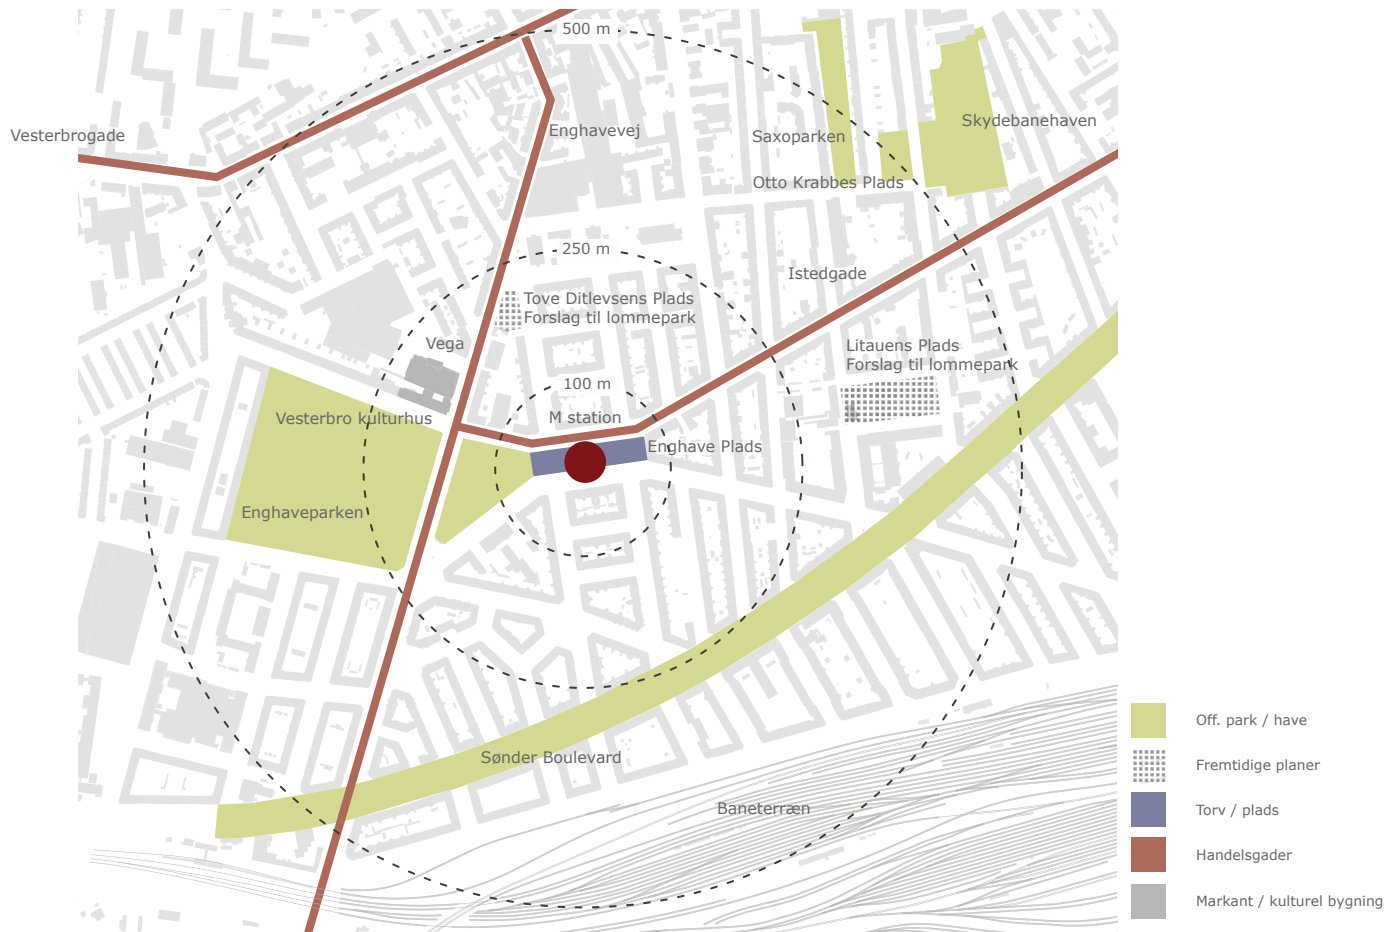 500 m
Vesterbrogade
Enghavevej
Saxoparken
Skydebanehaven
Otto Krabbes Plads
250 m
Istedgade
Tove Ditlevsens Plads
Forslag til lommepark
Vega
Litauens Plads
Forslag til lommepark
100 m
M station
Vesterbro kulturhus
Enghave Plads
Enghaveparken
Sønder Boulevard
Baneterræn
Off. park / have
Fremtidige planer
Torv / plads
Handelsgader
Markant / kulturel bygning